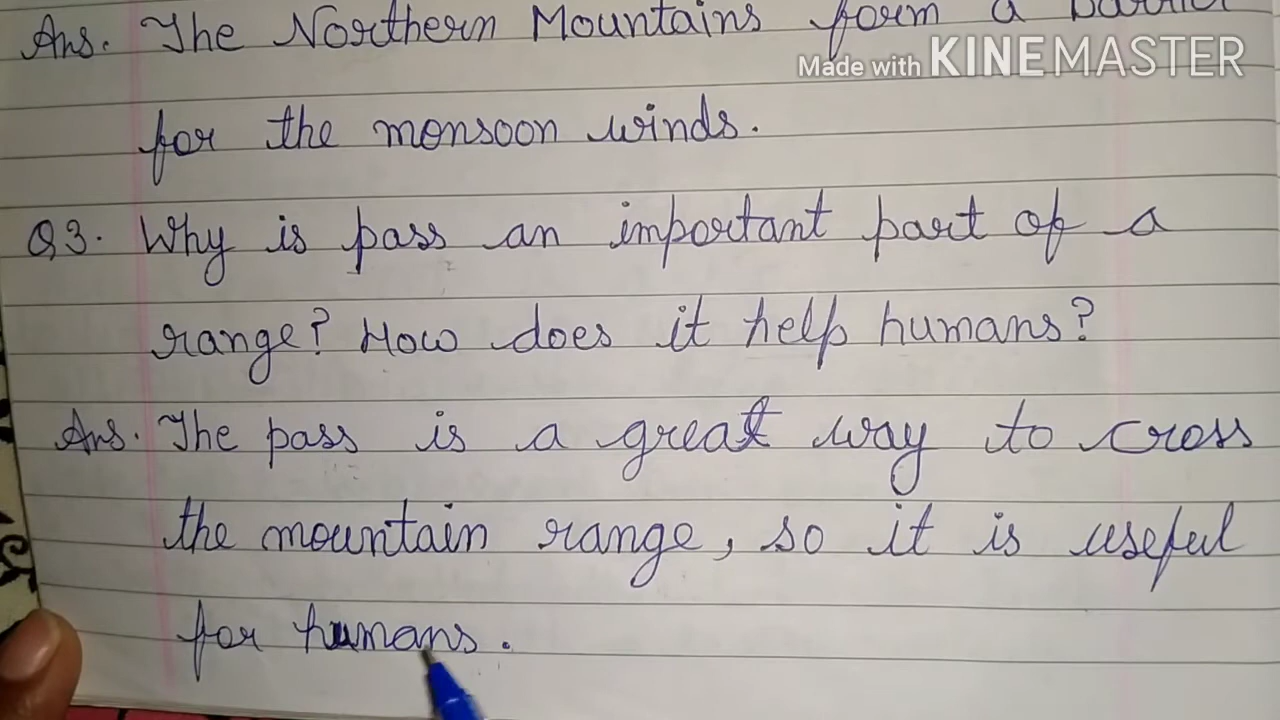 Ans. The Northern Mountains form a barrier
Made with KINEMASTER
for the monsoon winds.
Q3. Why is pass an important part of a
range? How does it help humans?
Ans. The pass is a great way to cross
the mountain range, so it is useful
for humans.